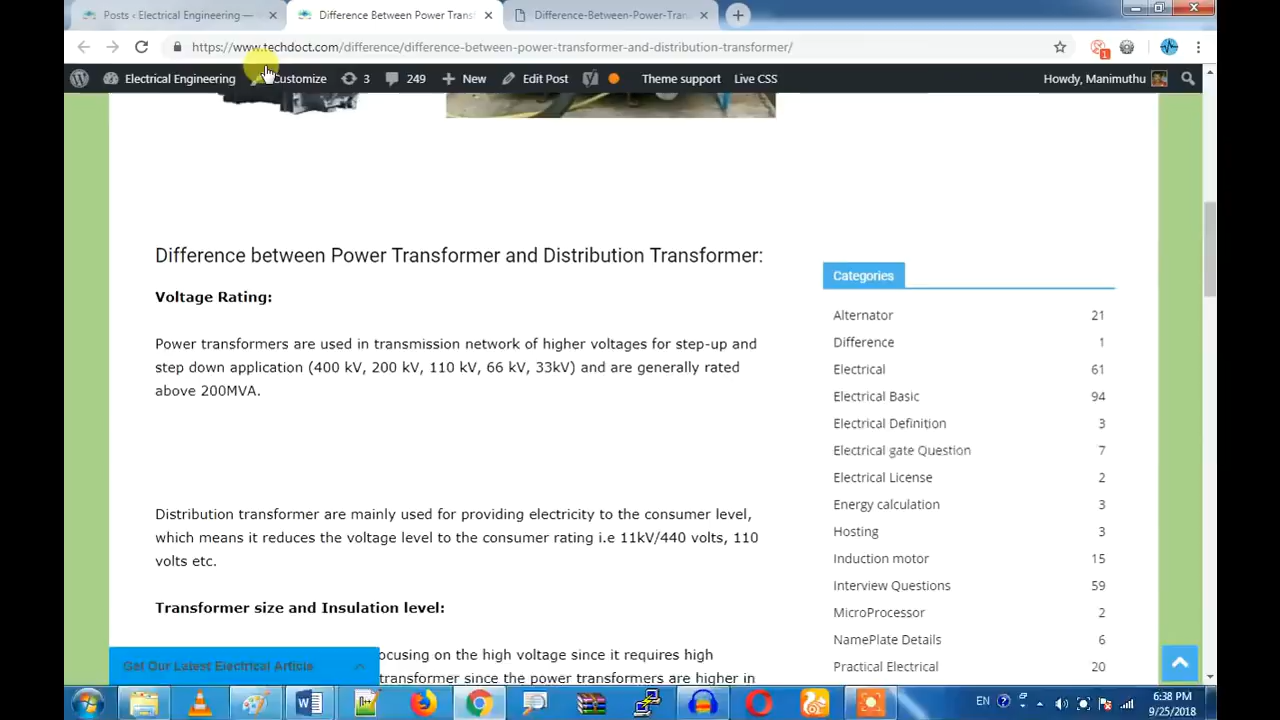 Posts ‹ Electrical Engineering —
Difference Between Power Trans
Difference-Between-Power-Tran
https://www.techdoct.com/difference/difference-between-power-transformer-and-distribution-transformer/
1
Electrical Engineering
Customize
3
249
New
Edit Post
Theme support
Live CSS
Howdy, Manimuthu
Difference between Power Transformer and Distribution Transformer:
Voltage Rating:
Power transformers are used in transmission network of higher voltages for step-up and
step down application (400 kV, 200 kV, 110 kV, 66 kV, 33kV) and are generally rated
above 200MVA.
Distribution transformer are mainly used for providing electricity to the consumer level,
which means it reduces the voltage level to the consumer rating i.e 11kV/440 volts, 110
volts etc.
Transformer size and Insulation level:
ocusing on the high voltage since it requires high
transformer since the power transformers are higher in
Get Our Latest Electrical Article
Categories
Alternator 21
Difference 1
Electrical 61
Electrical Basic 94
Electrical Definition 3
Electrical gate Question 7
Electrical License 2
Energy calculation 3
Hosting 3
Induction motor 15
Interview Questions 59
MicroProcessor 2
NamePlate Details 6
Practical Electrical 20
EN
6:38 PM
9/25/2018